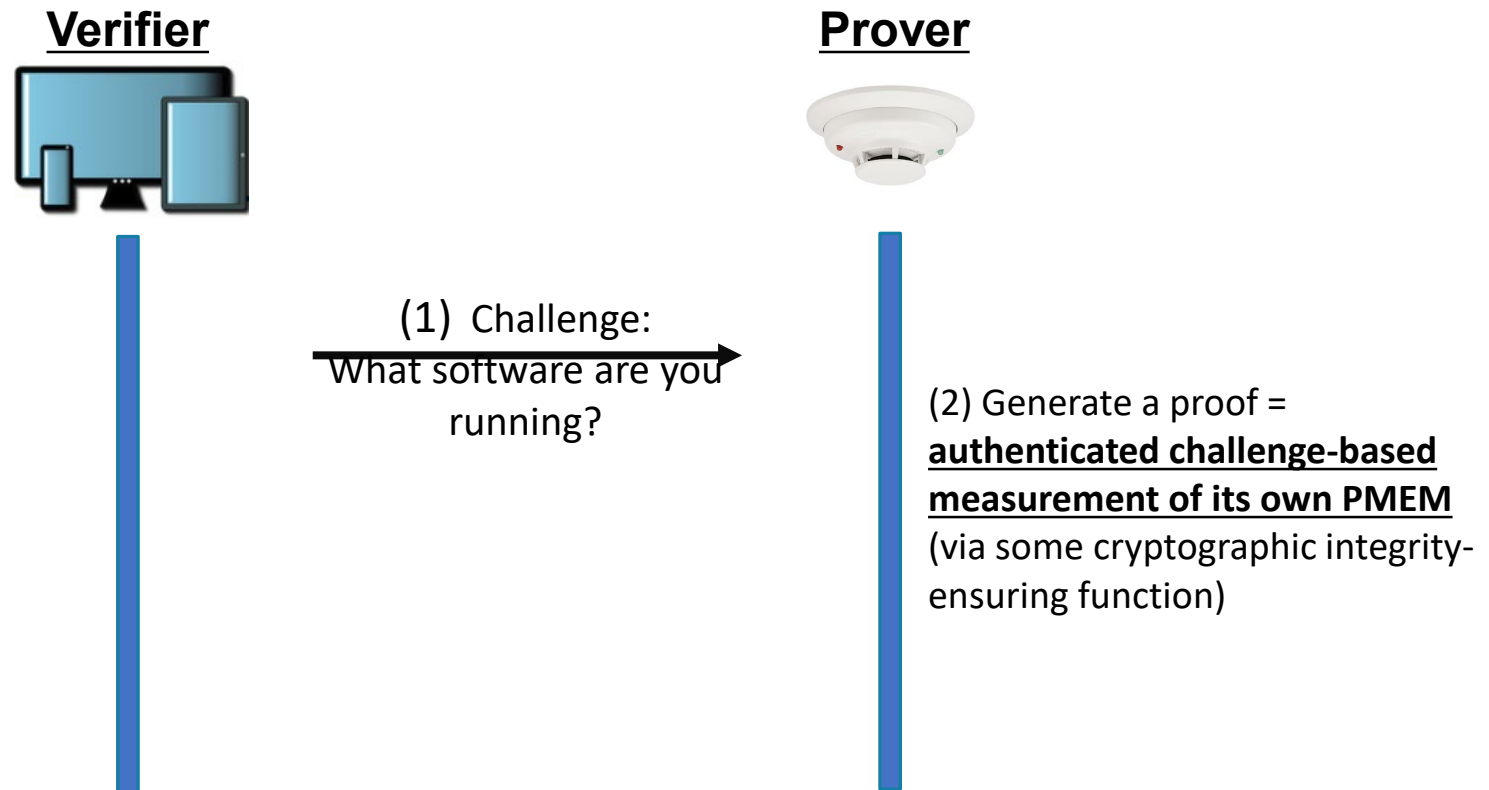 Verifier
Prover
(1) Challenge:
What software are you
running?
(2) Generate a proof =
authenticated challenge-based
measurement of its own PMEM
(via some cryptographic integrity-
ensuring function)